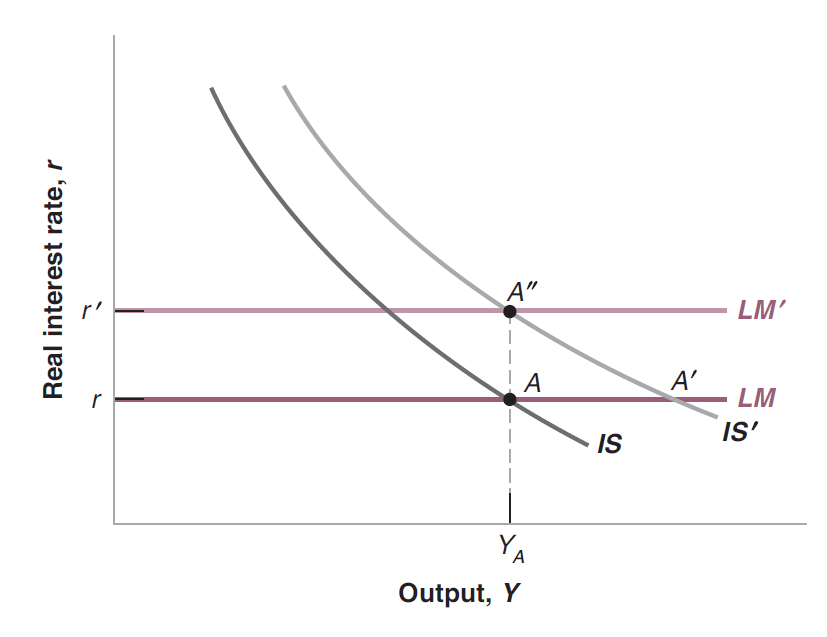 Real interest rate, r
r′
r
A″
A
A′
LM′
LM
IS′
IS
Y_A
Output, Y